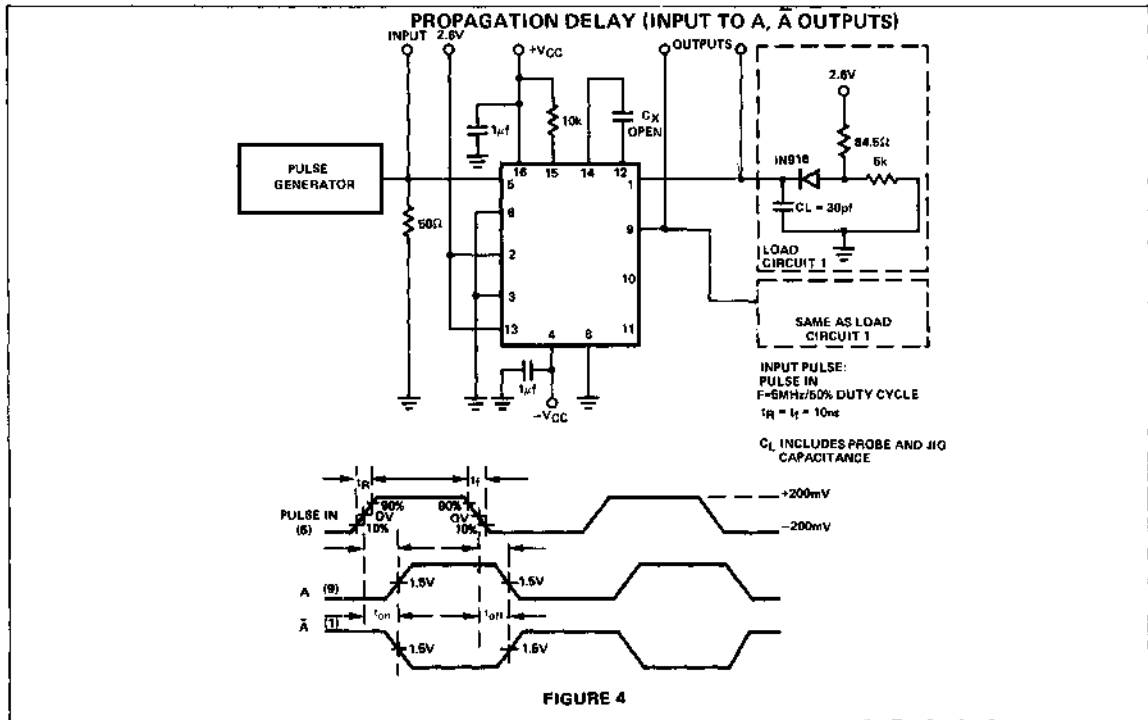 PROPAGATION DELAY (INPUT TO A, Ā OUTPUTS)
INPUT 2.6V
+VCC
OUTPUTS
2.6V
1μf
10k
CX
OPEN
84.5Ω
IN916
5k
PULSE
GENERATOR
16 15 14 12
5
1
CL = 30pf
50Ω
6
9
2
LOAD
CIRCUIT 1
10
3
13
4 8
11
SAME AS LOAD
CIRCUIT 1
1μf
−VCC
INPUT PULSE:
PULSE IN
F=5MHz/50% DUTY CYCLE
tR = tf = 10ns
CL INCLUDES PROBE AND JIG
CAPACITANCE
tR
tf
90%
90%
+200mV
PULSE IN
(5)
0V
10%
0V
10%
−200mV
A (9)
1.5V
1.5V
ton
toff
Ā (1)
1.5V
1.5V
FIGURE 4